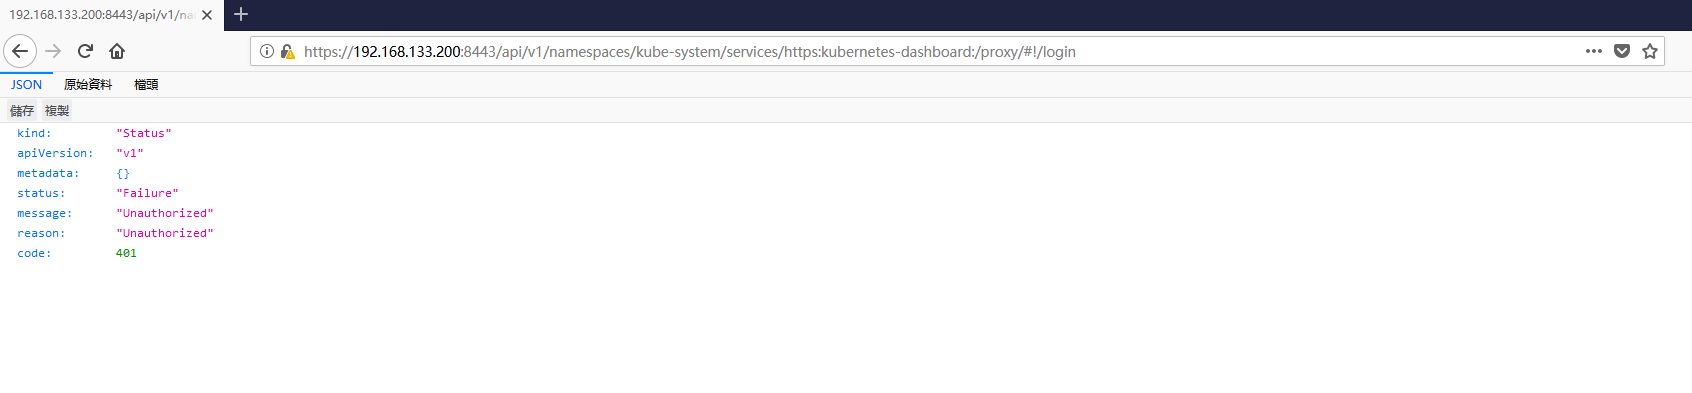 192.168.133.200:8443/api/v1/na
https://192.168.133.200:8443/api/v1/namespaces/kube-system/services/https:kubernetes-dashboard:/proxy/#!/login
JSON 原始資料 檔頭
儲存 複製
kind: "Status"
apiVersion: "v1"
metadata: {}
status: "Failure"
message: "Unauthorized"
reason: "Unauthorized"
code: 401